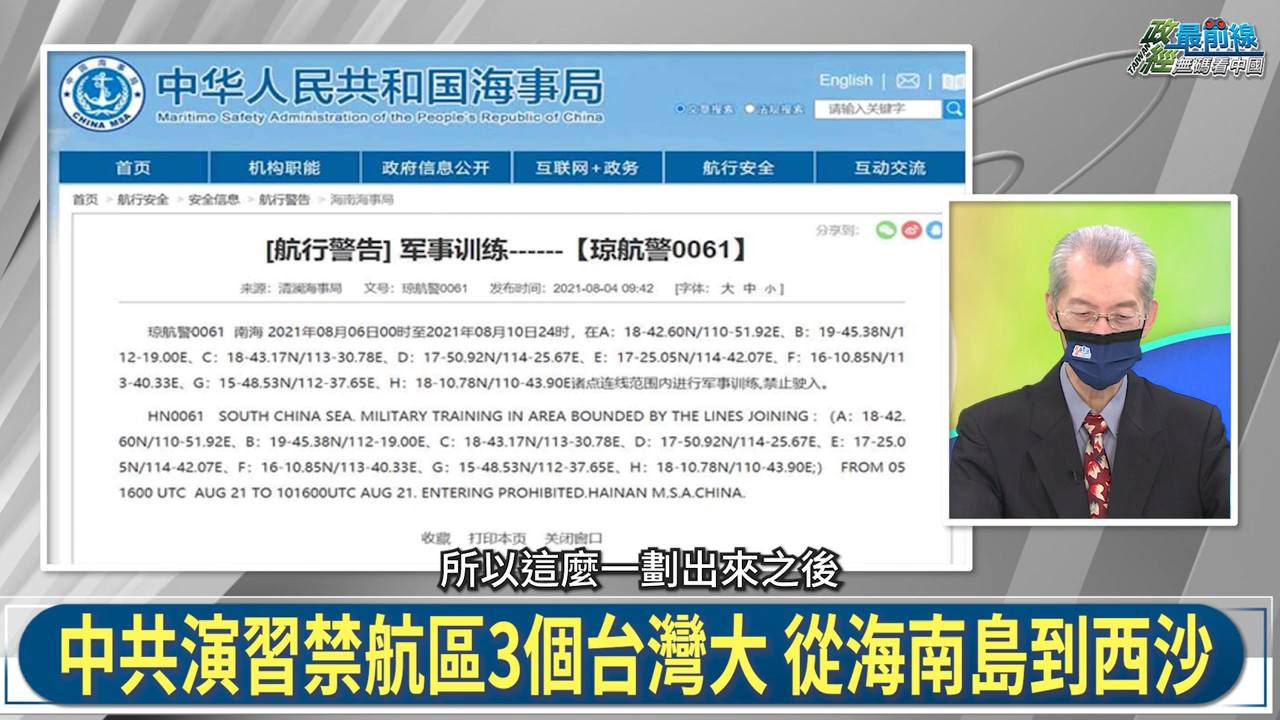 政經最前線
無碼看中國
中华人民共和国海事局
Maritime Safety Administration of the People's Republic of China
CHINA MSA
English
文章搜索 法规搜索
请输入关键字
首页 机构职能 政府信息公开 互联网+政务 航行安全 互动交流
首页 > 航行安全 > 安全信息 > 航行警告 > 海南海事局
分享到:
[航行警告] 军事训练------【琼航警0061】
来源：清澜海事局 文号：琼航警0061 发布时间：2021-08-04 09:42 [字体： 大 中 小 ]
琼航警0061 南海 2021年08月06日00时至2021年08月10日24时，在A：18-42.60N/110-51.92E、B：19-45.38N/1
12-19.00E、C：18-43.17N/113-30.78E、D：17-50.92N/114-25.67E、E：17-25.05N/114-42.07E、F：16-10.85N/11
3-40.33E、G：15-48.53N/112-37.65E、H：18-10.78N/110-43.90E诸点连线范围内进行军事训练,禁止驶入。
HN0061 SOUTH CHINA SEA. MILITARY TRAINING IN AREA BOUNDED BY THE LINES JOINING :（A：18-42.
60N/110-51.92E、B：19-45.38N/112-19.00E、C：18-43.17N/113-30.78E、D：17-50.92N/114-25.67E、E：17-25.0
5N/114-42.07E、F：16-10.85N/113-40.33E、G：15-48.53N/112-37.65E、H：18-10.78N/110-43.90E;） FROM 05
1600 UTC AUG 21 TO 101600UTC AUG 21. ENTERING PROHIBITED.HAINAN M.S.A.CHINA.
收藏 打印本页 关闭窗口
所以這麼一劃出來之後
中共演習禁航區3個台灣大 從海南島到西沙